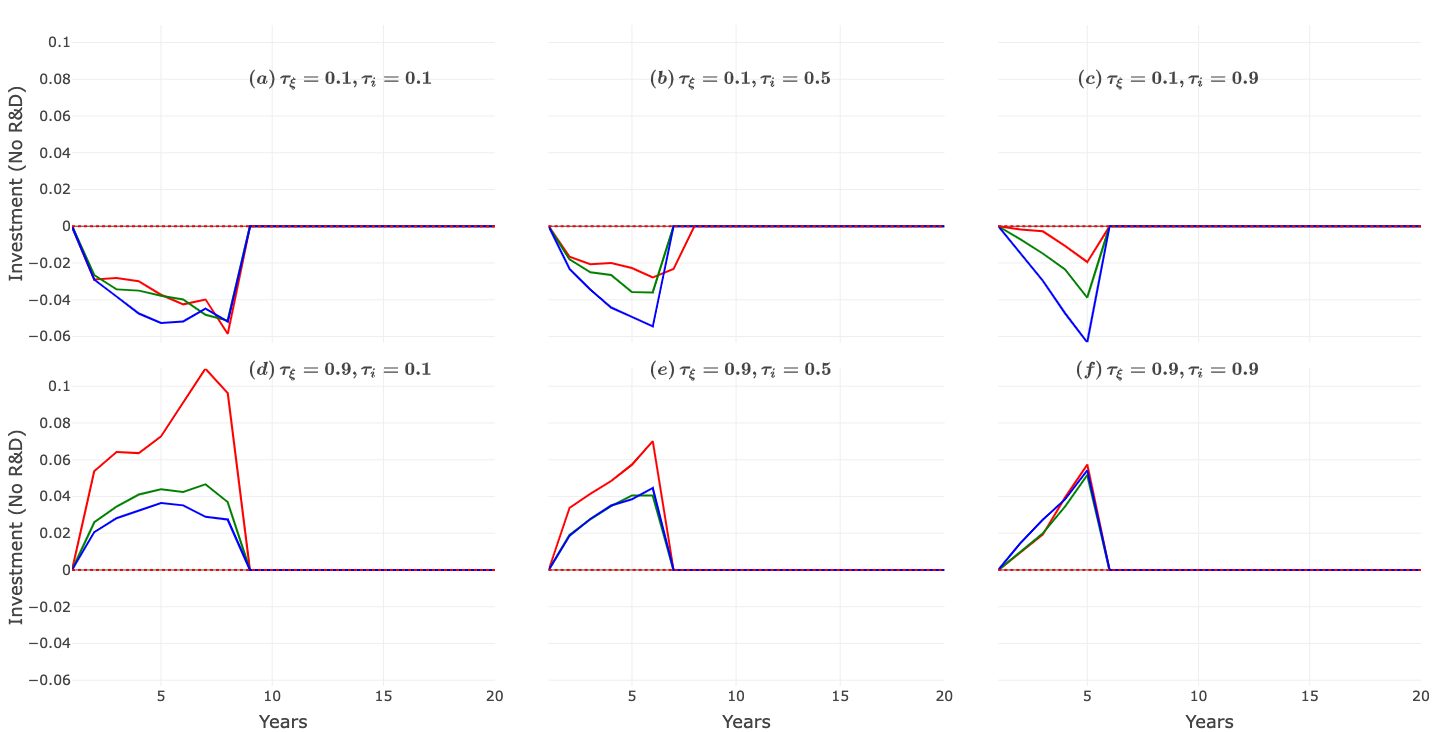 0.1
0.08
0.06
0.04
0.02
0
−0.02
−0.04
−0.06
Investment (No R&D)
(a) τ_ξ = 0.1, τ_i = 0.1
(b) τ_ξ = 0.1, τ_i = 0.5
(c) τ_ξ = 0.1, τ_i = 0.9
0.1
0.08
0.06
0.04
0.02
0
−0.02
−0.04
−0.06
Investment (No R&D)
(d) τ_ξ = 0.9, τ_i = 0.1
(e) τ_ξ = 0.9, τ_i = 0.5
(f) τ_ξ = 0.9, τ_i = 0.9
5 10 15 20
5 10 15 20
5 10 15 20
Years
Years
Years